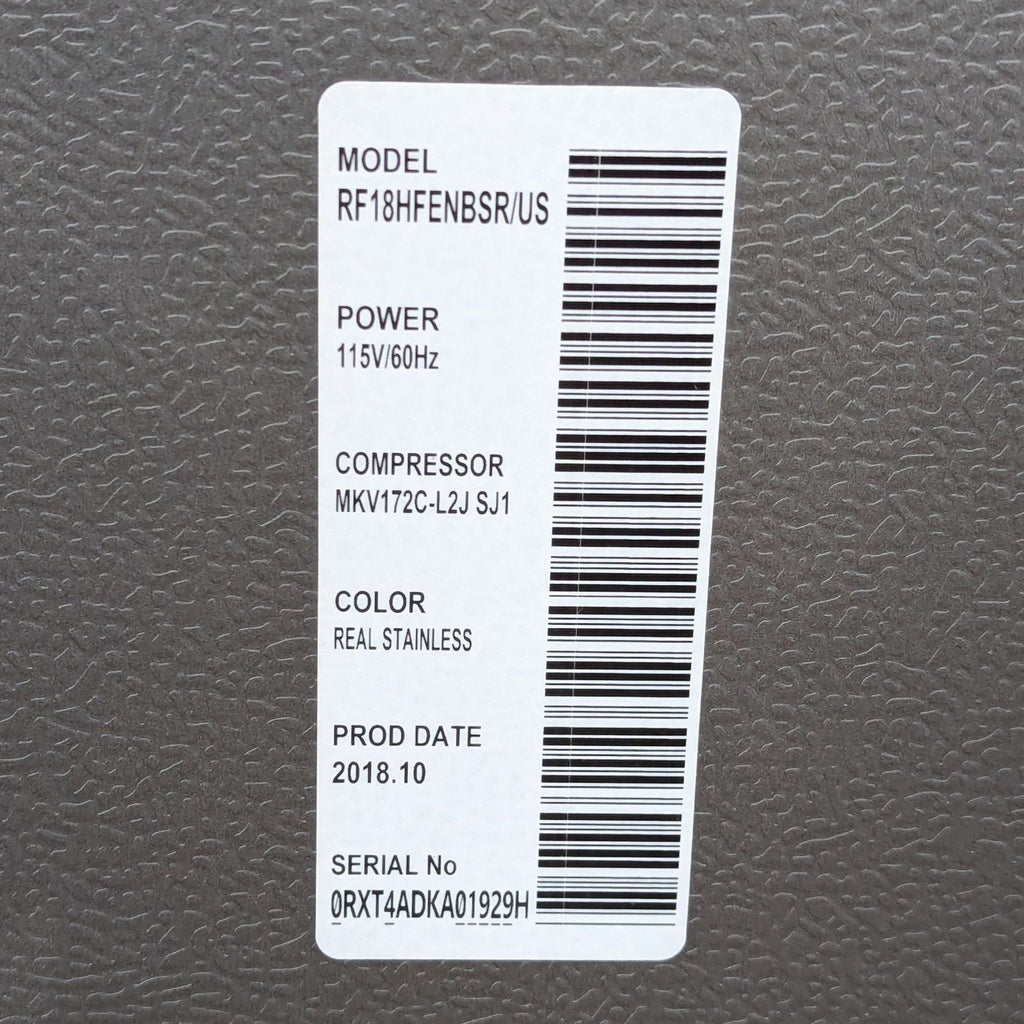 MODEL
RF18HFENBSR/US
POWER
115V/60Hz
COMPRESSOR
MKV172C-L2J SJ1
COLOR
REAL STAINLESS
PROD DATE
2018.10
SERIAL No
0RXT4ADKA01929H